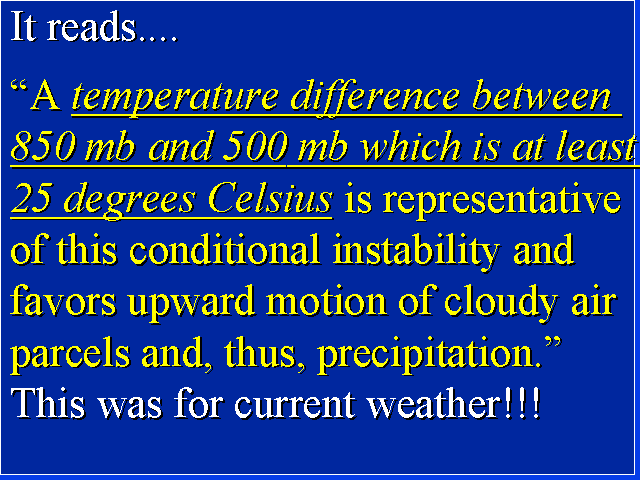 It reads....
“A temperature difference between
850 mb and 500 mb which is at least
25 degrees Celsius is representative
of this conditional instability and
favors upward motion of cloudy air
parcels and, thus, precipitation.”
This was for current weather!!!